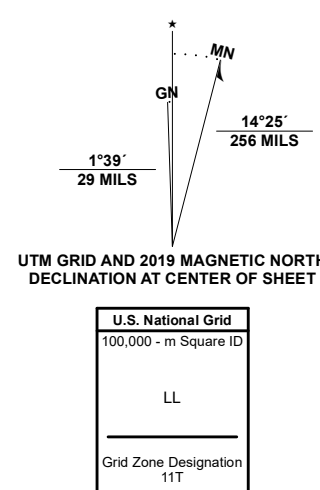 MN
GN
14°25´
256 MILS
1°39´
29 MILS
UTM GRID AND 2019 MAGNETIC NORTH
DECLINATION AT CENTER OF SHEET
U.S. National Grid
100,000 - m Square ID
LL
Grid Zone Designation
11T